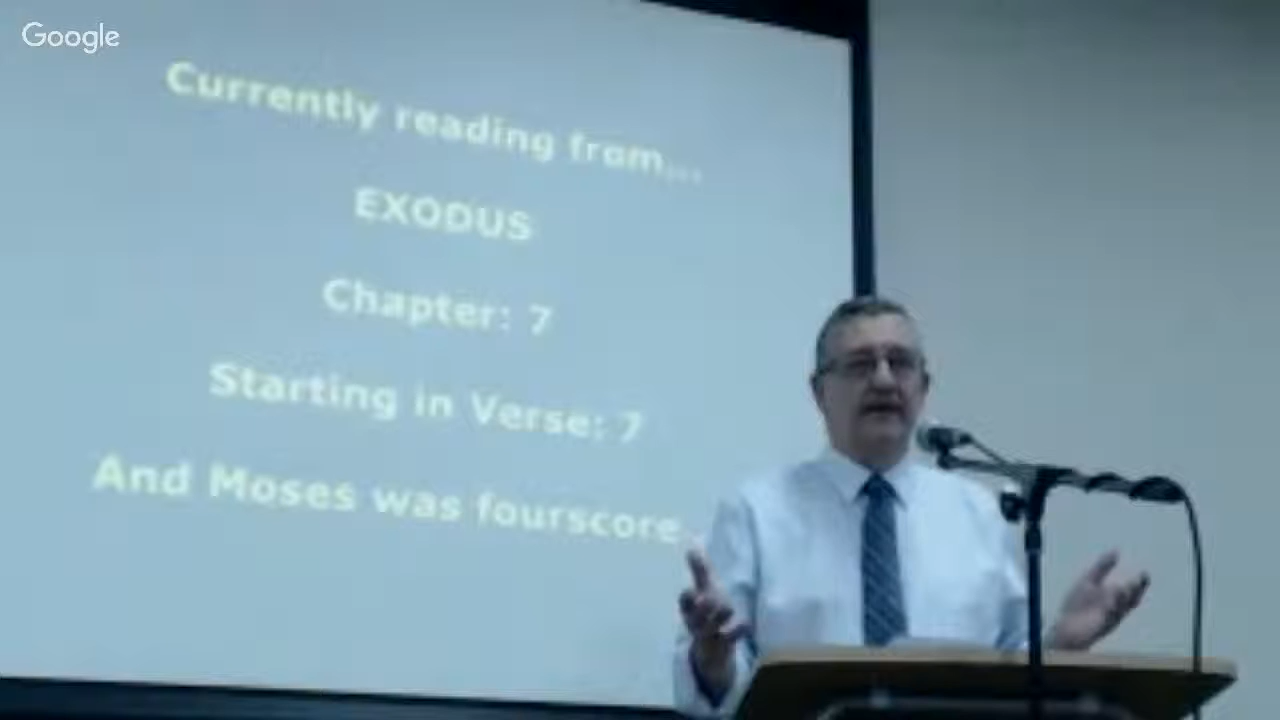 Google
Currently reading from...
EXODUS
Chapter: 7
Starting in Verse: 7
And Moses was fourscore